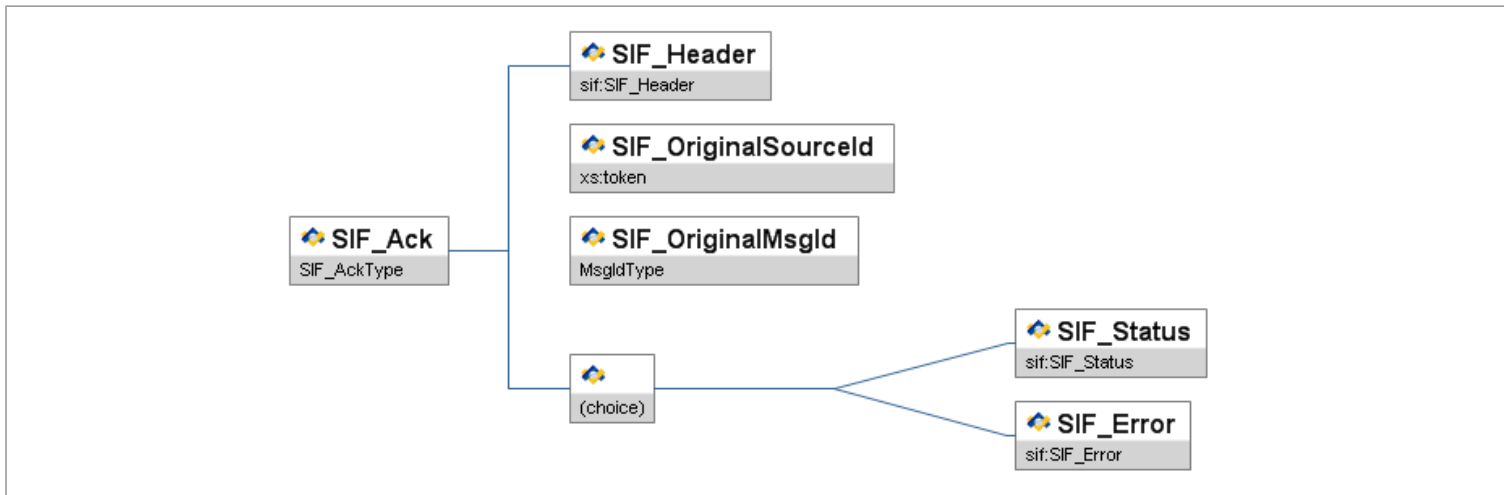 SIF_Header
sif:SIF_Header
SIF_OriginalSourceId
xs:token
SIF_Ack
SIF_AckType
SIF_OriginalMsgId
MsgIdType
(choice)
SIF_Status
sif:SIF_Status
SIF_Error
sif:SIF_Error